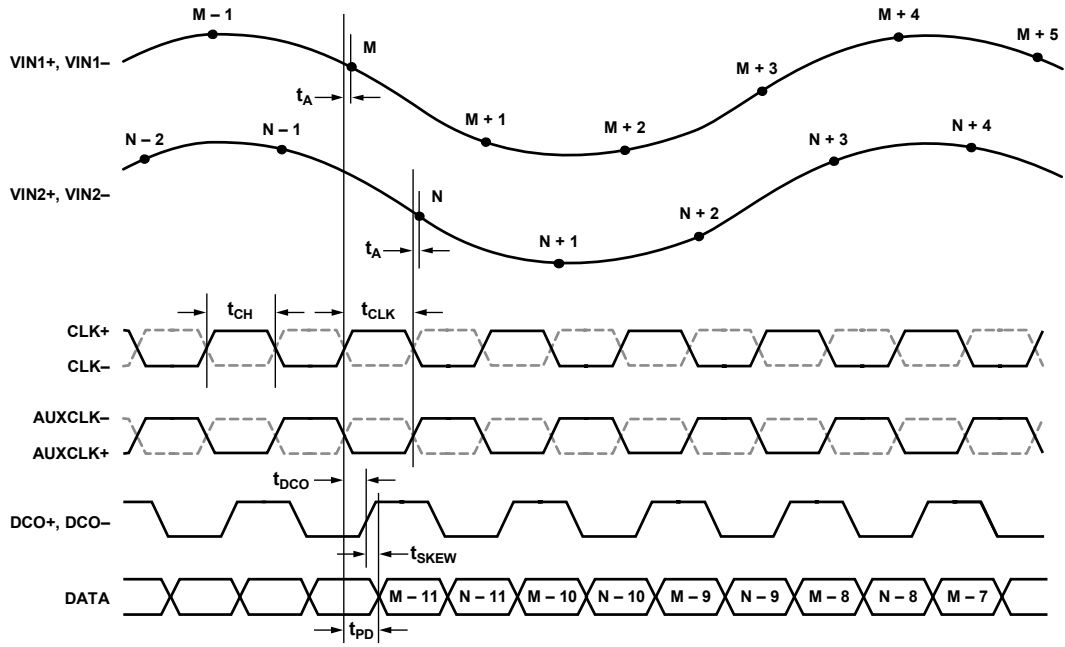 M – 1
M
M + 4
M + 5
VIN1+, VIN1–
M + 3
tA
M + 1
M + 2
N – 2
N – 1
N + 3
N + 4
VIN2+, VIN2–
N
N + 2
tA
N + 1
tCH
tCLK
CLK+
CLK–
AUXCLK–
AUXCLK+
tDCO
DCO+, DCO–
tSKEW
DATA
M – 11
N – 11
M – 10
N – 10
M – 9
N – 9
M – 8
N – 8
M – 7
tPD